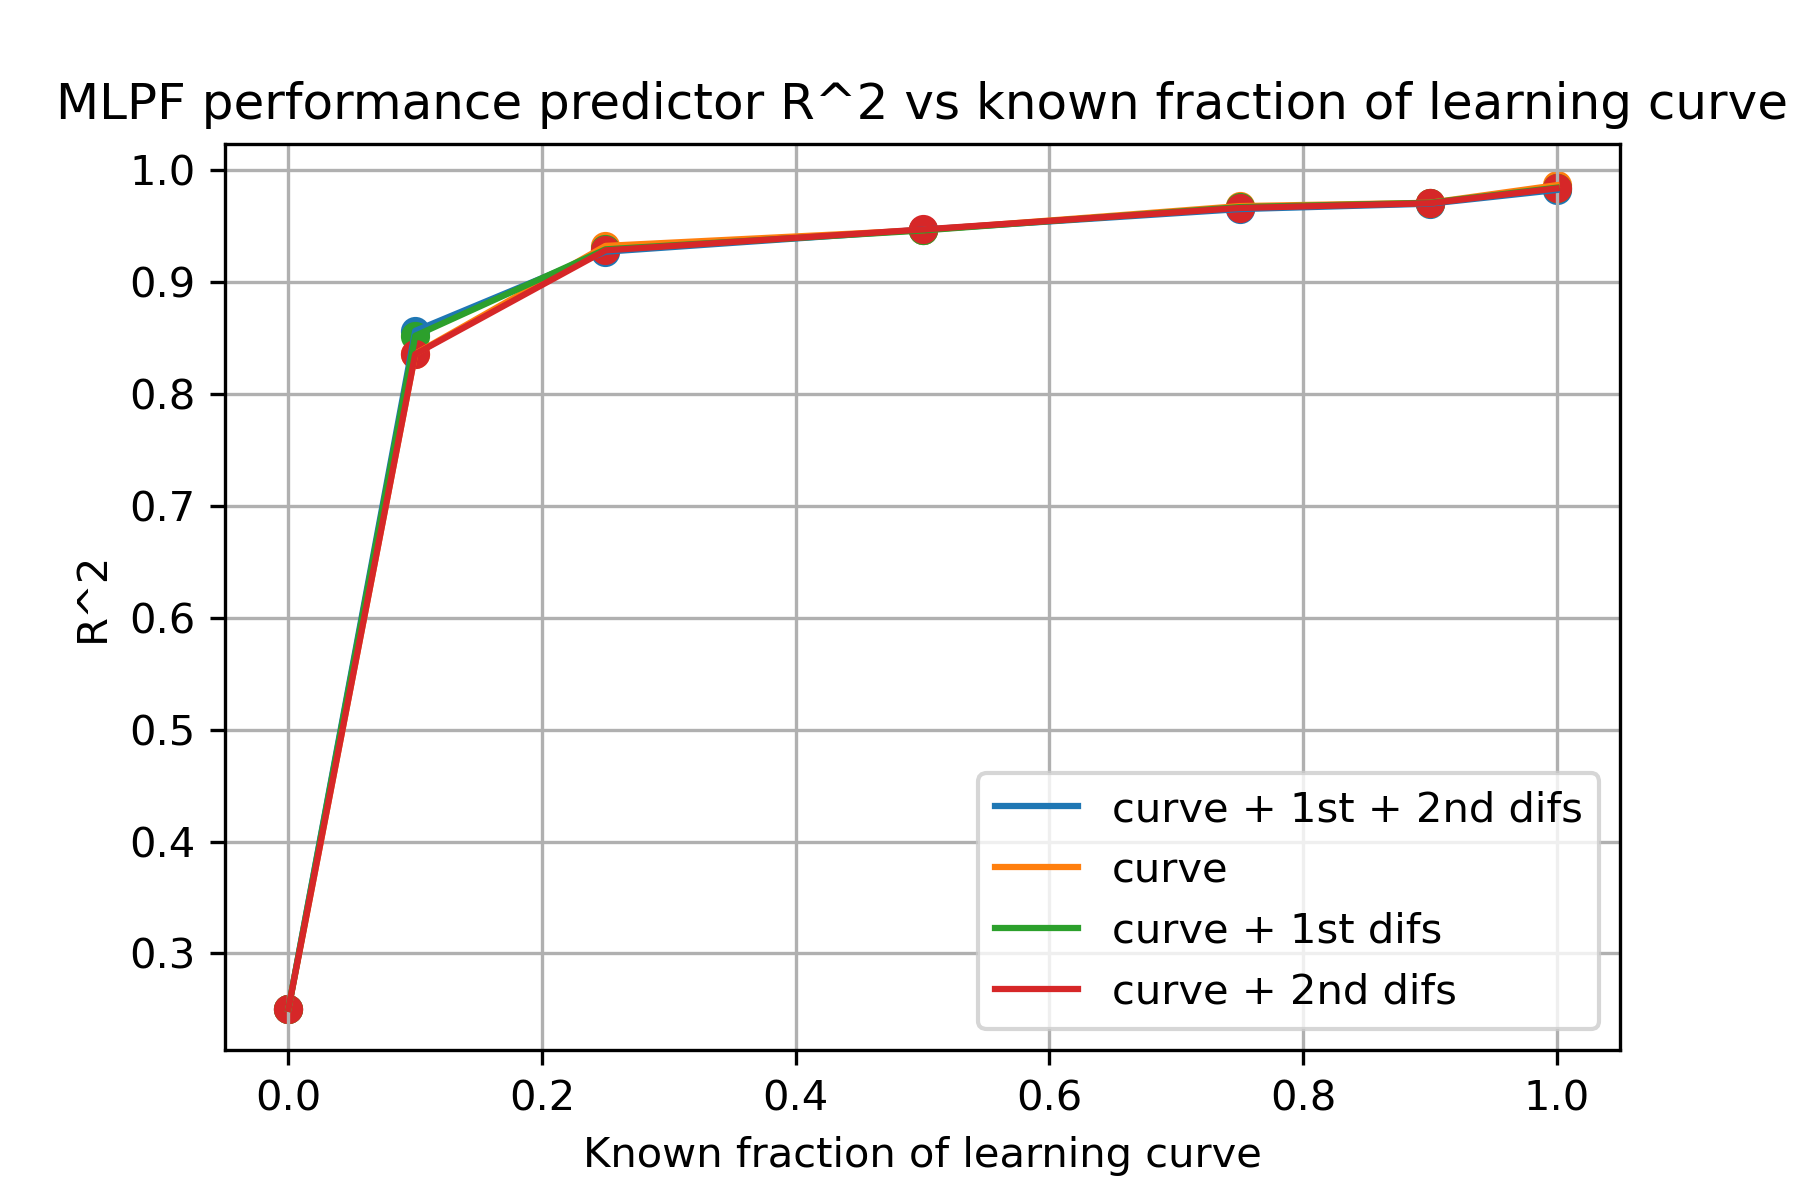 MLPF performance predictor R^2 vs known fraction of learning curve
1.0
0.9
0.8
0.7
0.6
0.5
0.4
0.3
R^2
curve + 1st + 2nd difs
curve
curve + 1st difs
curve + 2nd difs
0.0 0.2 0.4 0.6 0.8 1.0
Known fraction of learning curve